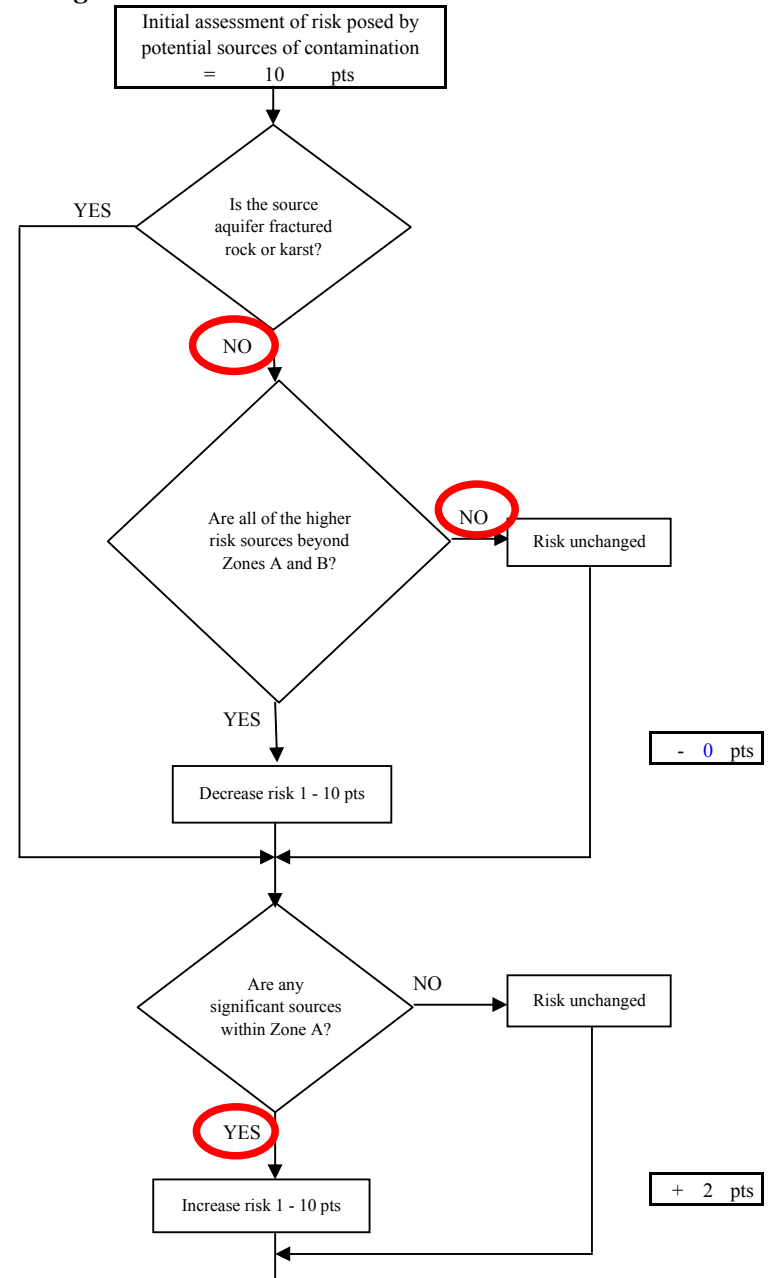 Initial assessment of risk posed by
potential sources of contamination
= 10 pts
YES
Is the source
aquifer fractured
rock or karst?
NO
Are all of the higher
risk sources beyond
Zones A and B?
NO
Risk unchanged
YES
- 0 pts
Decrease risk 1 - 10 pts
Are any
significant sources
within Zone A?
NO
Risk unchanged
YES
Increase risk 1 - 10 pts
+ 2 pts